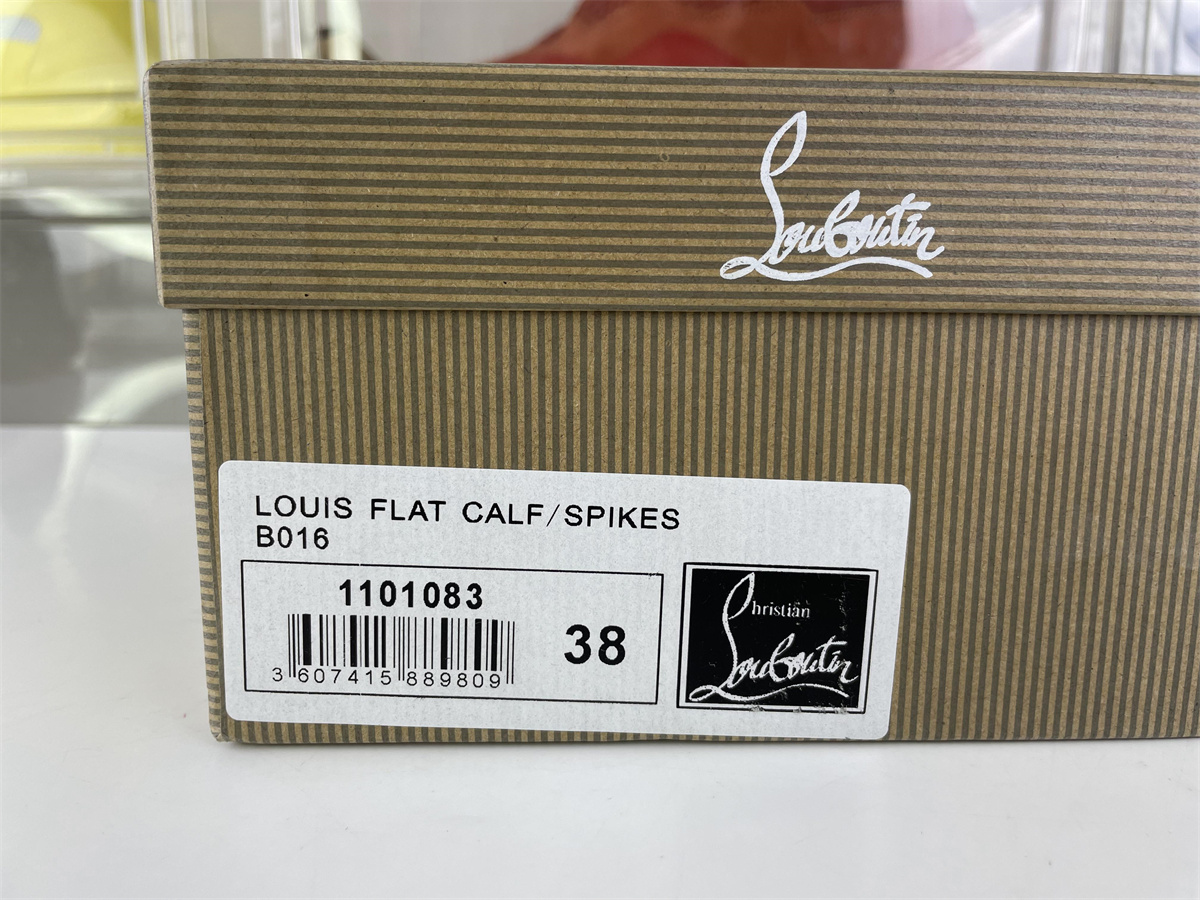 Louboutin
LOUIS FLAT CALF/SPIKES
B016
1101083
38
3 607415 889809
Christian
Louboutin